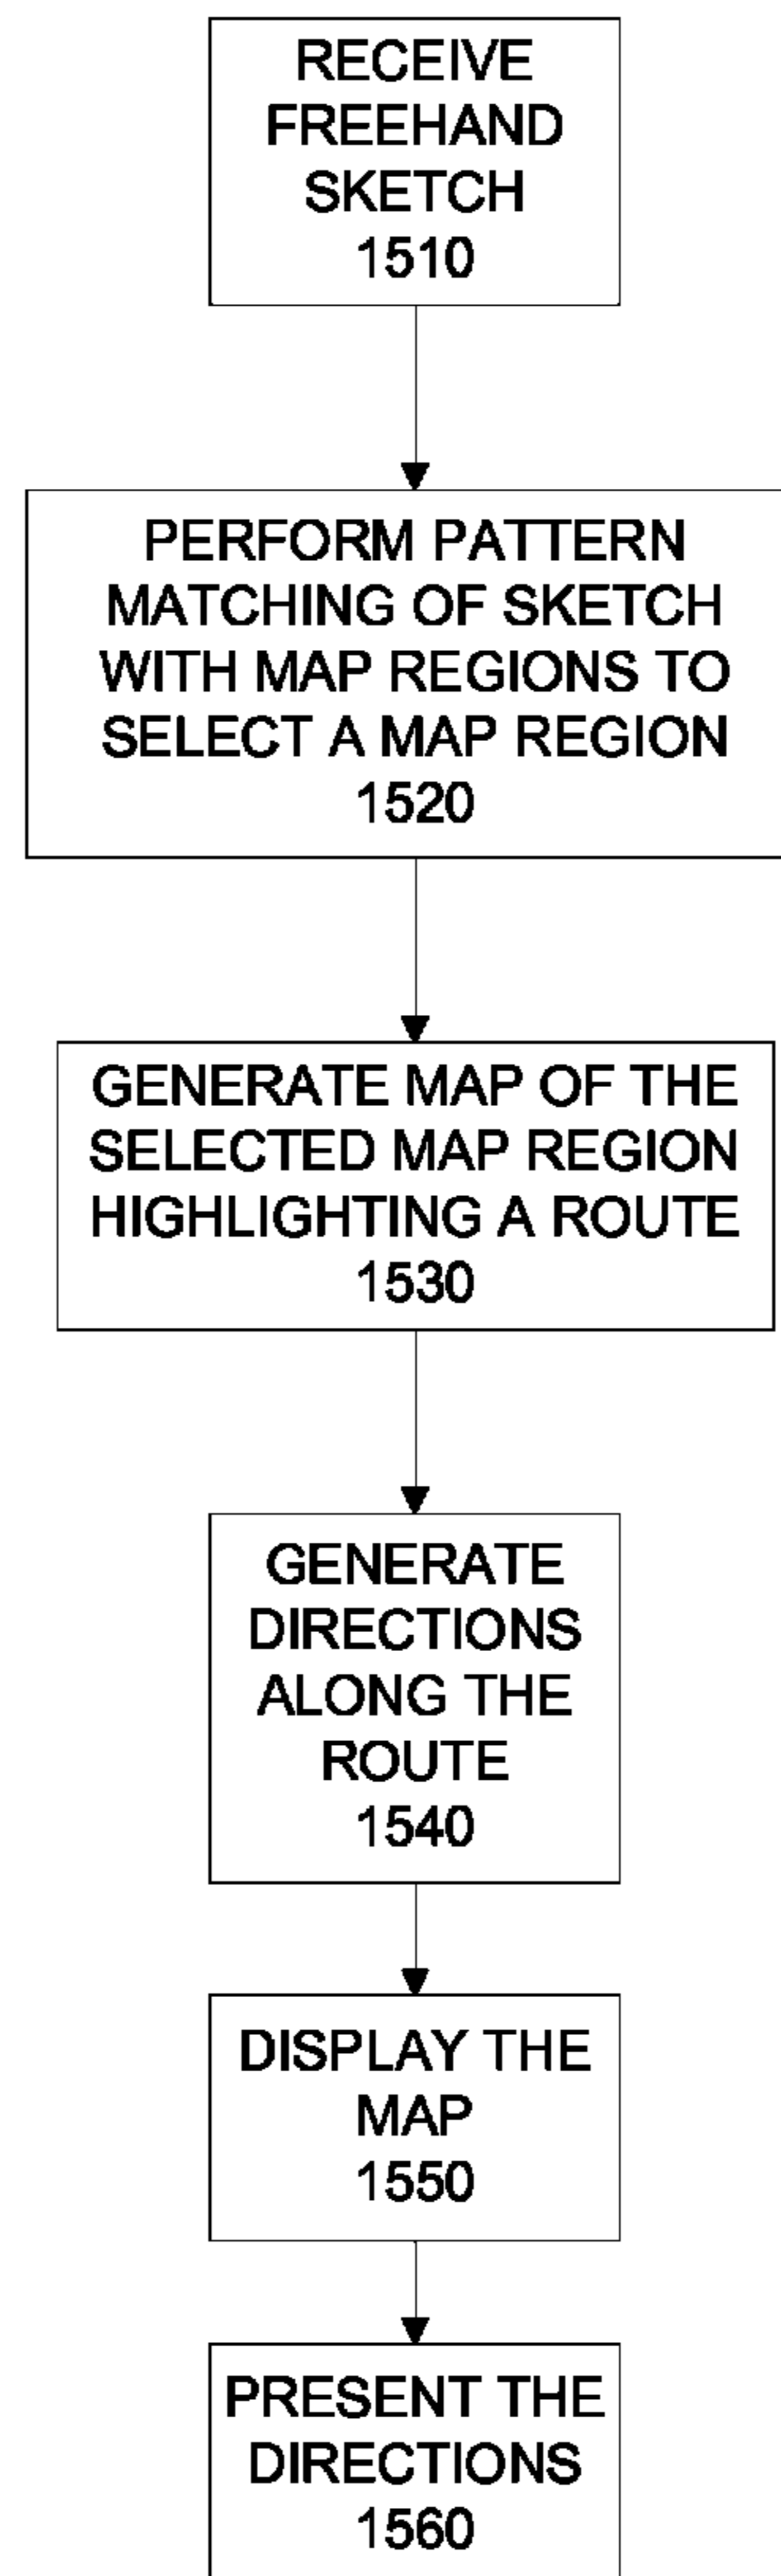 RECEIVE
FREEHAND
SKETCH
1510
PERFORM PATTERN
MATCHING OF SKETCH
WITH MAP REGIONS TO
SELECT A MAP REGION
1520
GENERATE MAP OF THE
SELECTED MAP REGION
HIGHLIGHTING A ROUTE
1530
GENERATE
DIRECTIONS
ALONG THE
ROUTE
1540
DISPLAY THE
MAP
1550
PRESENT THE
DIRECTIONS
1560